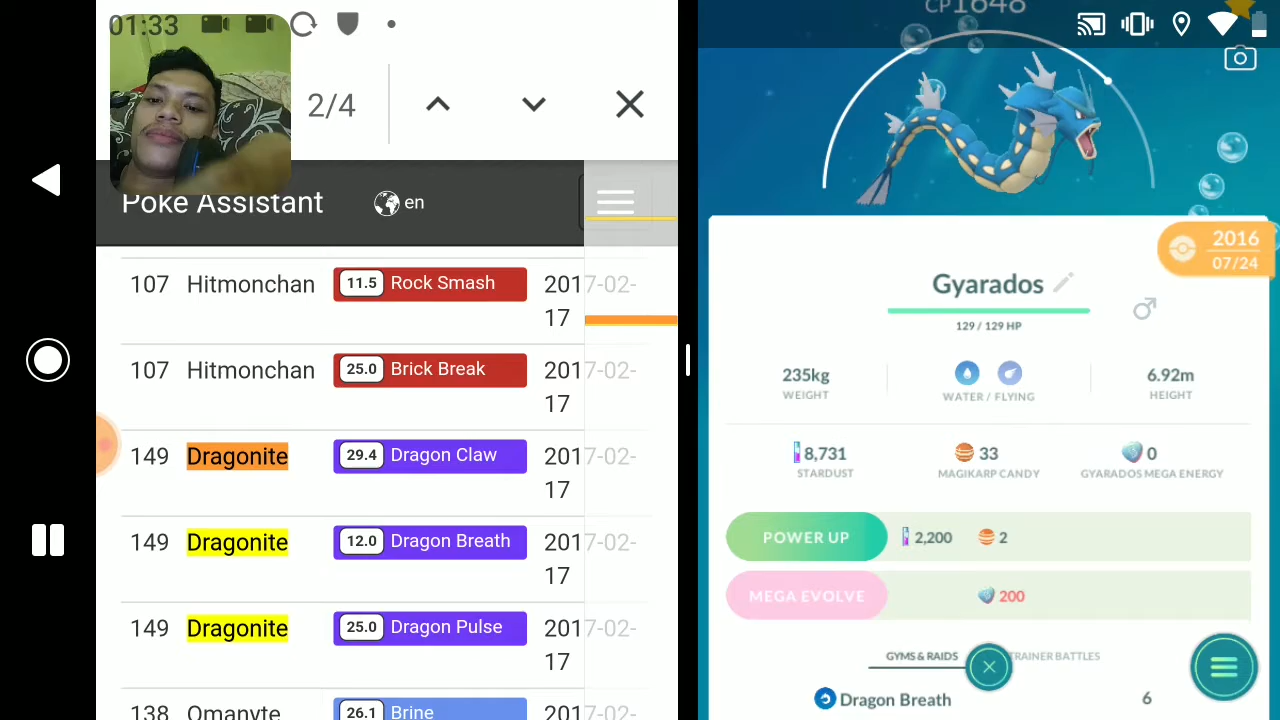 01:33
2/4
Poke Assistant en
107 Hitmonchan 11.5 Rock Smash 2017-02-
17
107 Hitmonchan 25.0 Brick Break 2017-02-
17
149 Dragonite 29.4 Dragon Claw 2017-02-
17
149 Dragonite 12.0 Dragon Breath 2017-02-
17
149 Dragonite 25.0 Dragon Pulse 2017-02-
17
138 Omanyte 26.1 Brine 2017-02-
CP1648
2016
07/24
Gyarados
129 / 129 HP
235kg
WEIGHT
WATER / FLYING
6.92m
HEIGHT
8,731
STARDUST
33
MAGIKARP CANDY
0
GYARADOS MEGA ENERGY
POWER UP 2,200 2
MEGA EVOLVE 200
GYMS & RAIDS TRAINER BATTLES
Dragon Breath 6